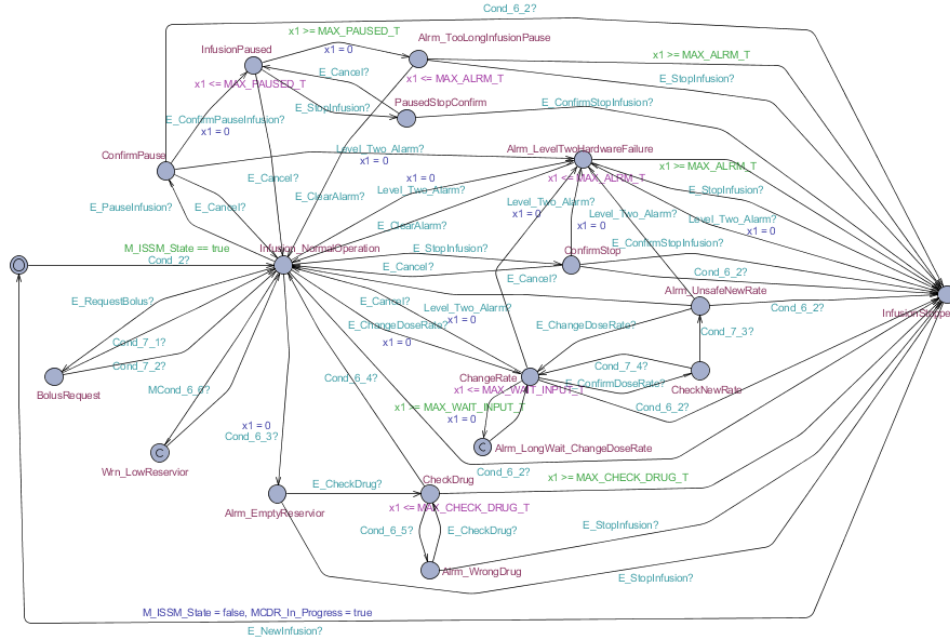 Cond_6_2?
x1 >= MAX_PAUSED_T
Alrm_TooLongInfusionPause
InfusionPaused
x1 = 0
x1 >= MAX_ALRM_T
E_Cancel?
x1 <= MAX_ALRM_T
E_StopInfusion?
x1 <= MAX_PAUSED_T
PausedStopConfirm
E_StopInfusion?
E_ConfirmStopInfusion?
E_ConfirmPauseInfusion?
x1 = 0
Level_Two_Alarm?
Alrm_LevelTwoHardwareFailure
ConfirmPause
x1 = 0
x1 >= MAX_ALRM_T
E_Cancel?
x1 = 0
x1 <= MAX_ALRM_T
Level_Two_Alarm?
E_StopInfusion?
E_ClearAlarm?
Level_Two_Alarm?
E_PauseInfusion?
E_Cancel?
x1 = 0
Level_Two_Alarm?
Level_Two_Alarm?
E_ClearAlarm?
x1 = 0
x1 = 0
M_ISSM_State == true
Infusion_NormalOperation
E_StopInfusion?
ConfirmStop
E_ConfirmStopInfusion?
Cond_2?
E_Cancel?
E_Cancel?
Cond_6_2?
Alrm_UnsafeNewRate
E_RequestBolus?
E_Cancel?
Level_Two_Alarm?
Cond_6_2?
InfusionStoppe
x1 = 0
E_ChangeDoseRate?
E_ChangeDoseRate?
Cond_7_3?
Cond_7_1?
x1 = 0
Cond_7_2?
Cond_7_4?
Cond_6_4?
ChangeRate
E_ConfirmDoseRate?
CheckNewRate
BolusRequest
MCond_6_6?
x1 <= MAX_WAIT_INPUT_T
x1 >= MAX_WAIT_INPUT_T
Cond_6_2?
x1 = 0
x1 = 0
Cond_6_3?
C
Alrm_LongWait_ChangeDoseRate
C
Wrn_LowReservior
Cond_6_2?
CheckDrug
x1 >= MAX_CHECK_DRUG_T
E_CheckDrug?
x1 <= MAX_CHECK_DRUG_T
Alrm_EmptyReservior
Cond_6_5?
E_CheckDrug?
E_StopInfusion?
Alrm_WrongDrug
E_StopInfusion?
M_ISSM_State = false, MCDR_In_Progress = true
E_NewInfusion?